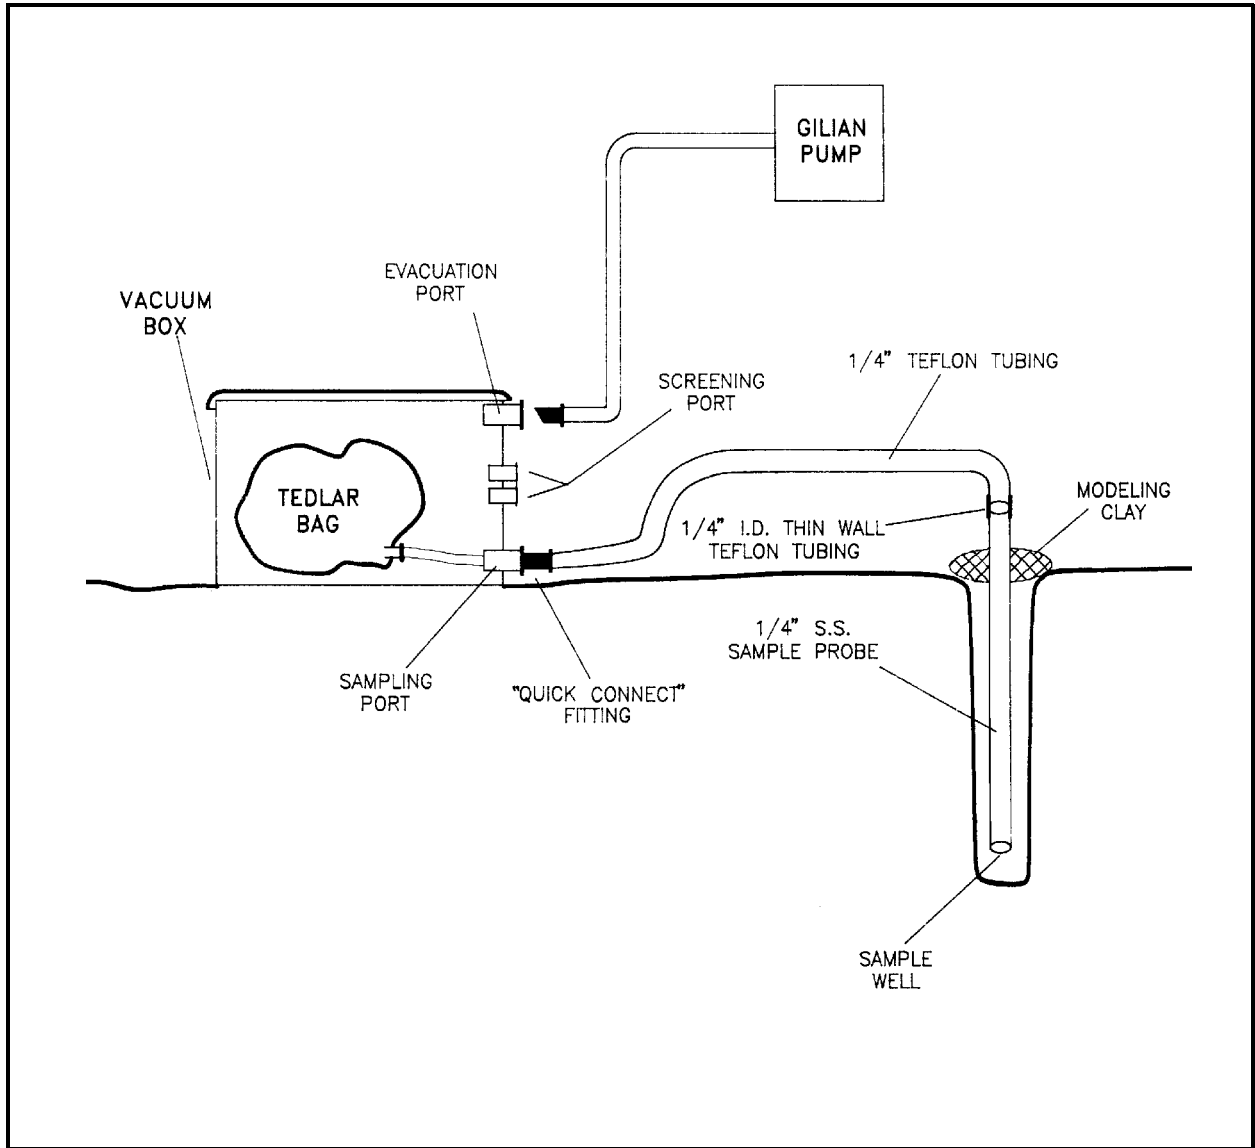 GILIAN
PUMP
EVACUATION
PORT
VACUUM
BOX
SCREENING
PORT
1/4" TEFLON TUBING
TEDLAR
BAG
MODELING
CLAY
1/4" I.D. THIN WALL
TEFLON TUBING
1/4" S.S.
SAMPLE PROBE
SAMPLING
PORT
"QUICK CONNECT"
FITTING
SAMPLE
WELL